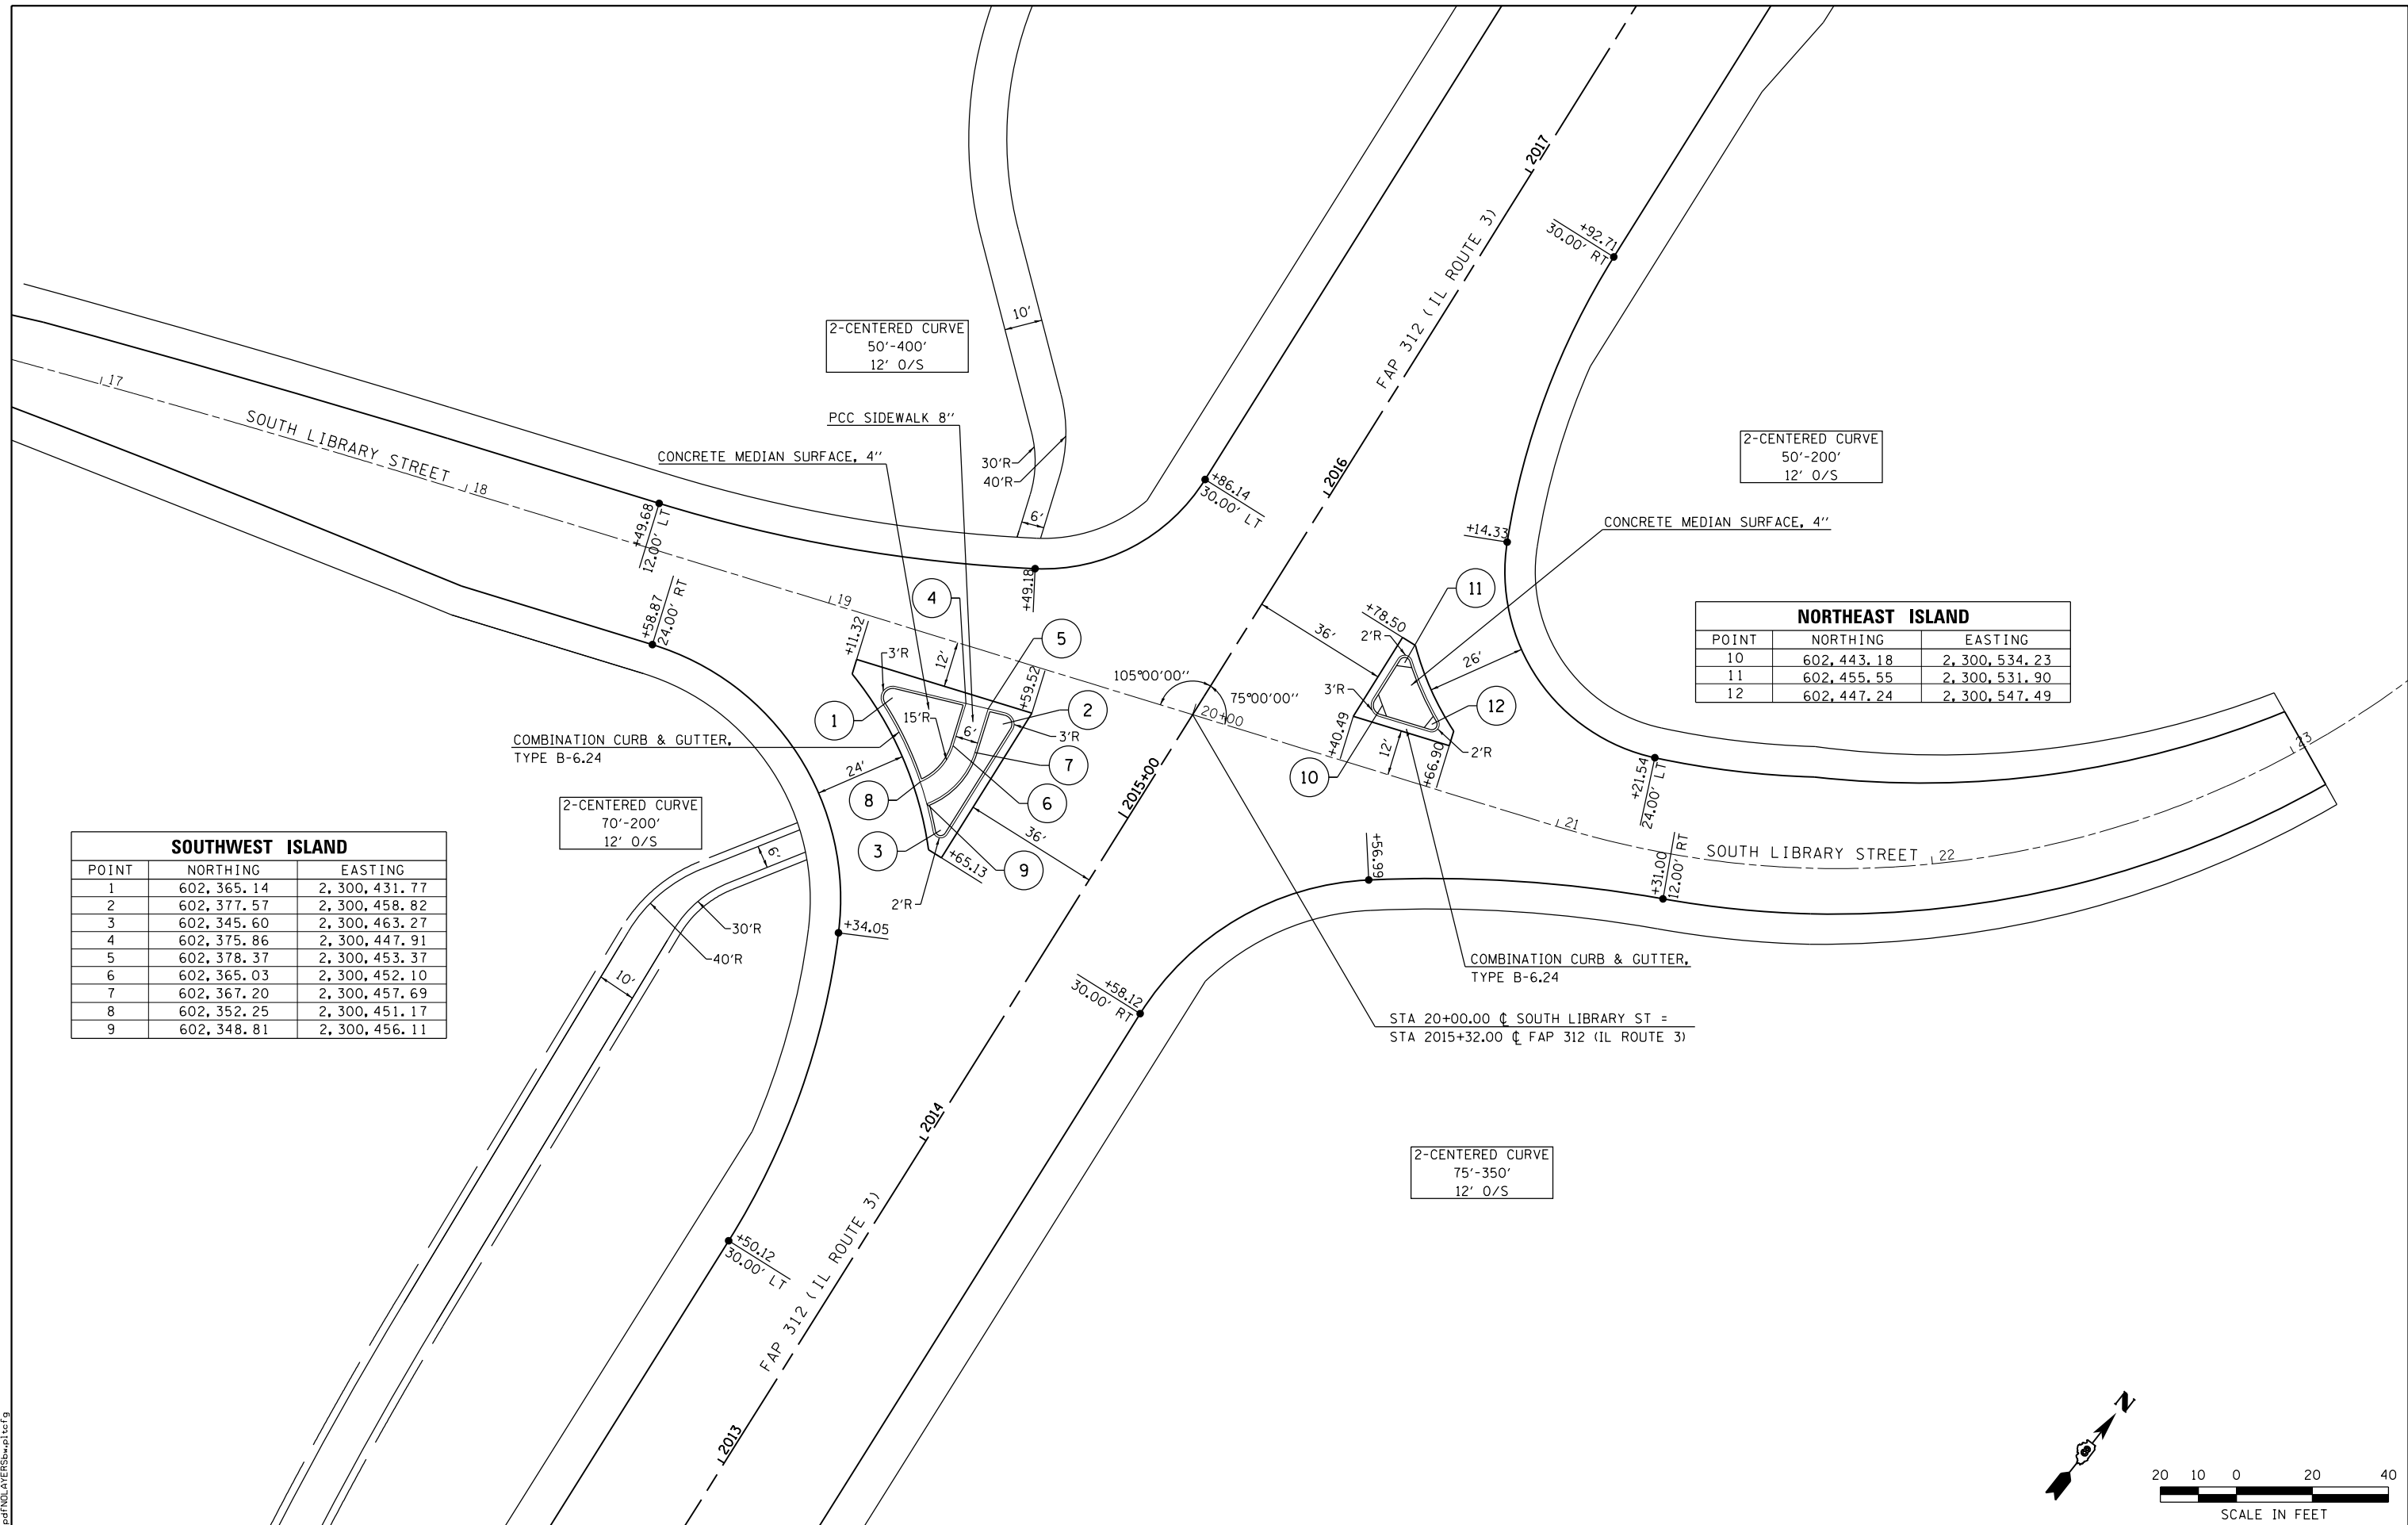 2017
+92.71
30.00' RT
FAP 312 (IL ROUTE 3)
10'
2-CENTERED CURVE
50'-400'
12' O/S
17
SOUTH LIBRARY STREET
18
PCC SIDEWALK 8''
CONCRETE MEDIAN SURFACE, 4''
30'R
40'R
6'
+86.14
30.00' LT
2016
2-CENTERED CURVE
50'-200'
12' O/S
CONCRETE MEDIAN SURFACE, 4''
+14.33
+49.68
12.00' LT
+58.87
24.00' RT
+49.18
19
4
11
+78.50
2'R
36'
26'
NORTHEAST ISLAND
POINT NORTHING EASTING
10 602,443.18 2,300,534.23
11 602,455.55 2,300,531.90
12 602,447.24 2,300,547.49
+11.32
3'R
12'
5
+59.52
105°00'00''
75°00'00''
20+00
3'R
12
1
15'R
6'
2
3'R
+40.49
12'
2'R
+66.90
COMBINATION CURB & GUTTER,
TYPE B-6.24
24'
7
10
8
6
2015+00
+21.54
24.00' LT
23
2-CENTERED CURVE
70'-200'
12' O/S
36'
21
SOUTH LIBRARY STREET
22
3
+65.13
9
2'R
+56.99
+31.00
12.00' RT
SOUTHWEST ISLAND
POINT NORTHING EASTING
1 602,365.14 2,300,431.77
2 602,377.57 2,300,458.82
3 602,345.60 2,300,463.27
4 602,375.86 2,300,447.91
5 602,378.37 2,300,453.37
6 602,365.03 2,300,452.10
7 602,367.20 2,300,457.69
8 602,352.25 2,300,451.17
9 602,348.81 2,300,456.11
6'
30'R
40'R
10'
+34.05
+58.12
30.00' RT
COMBINATION CURB & GUTTER,
TYPE B-6.24
STA 20+00.00 ℄ SOUTH LIBRARY ST =
STA 2015+32.00 ℄ FAP 312 (IL ROUTE 3)
2014
2-CENTERED CURVE
75'-350'
12' O/S
+50.12
30.00' LT
FAP 312 (IL ROUTE 3)
2013
N
20 10 0 20 40
SCALE IN FEET